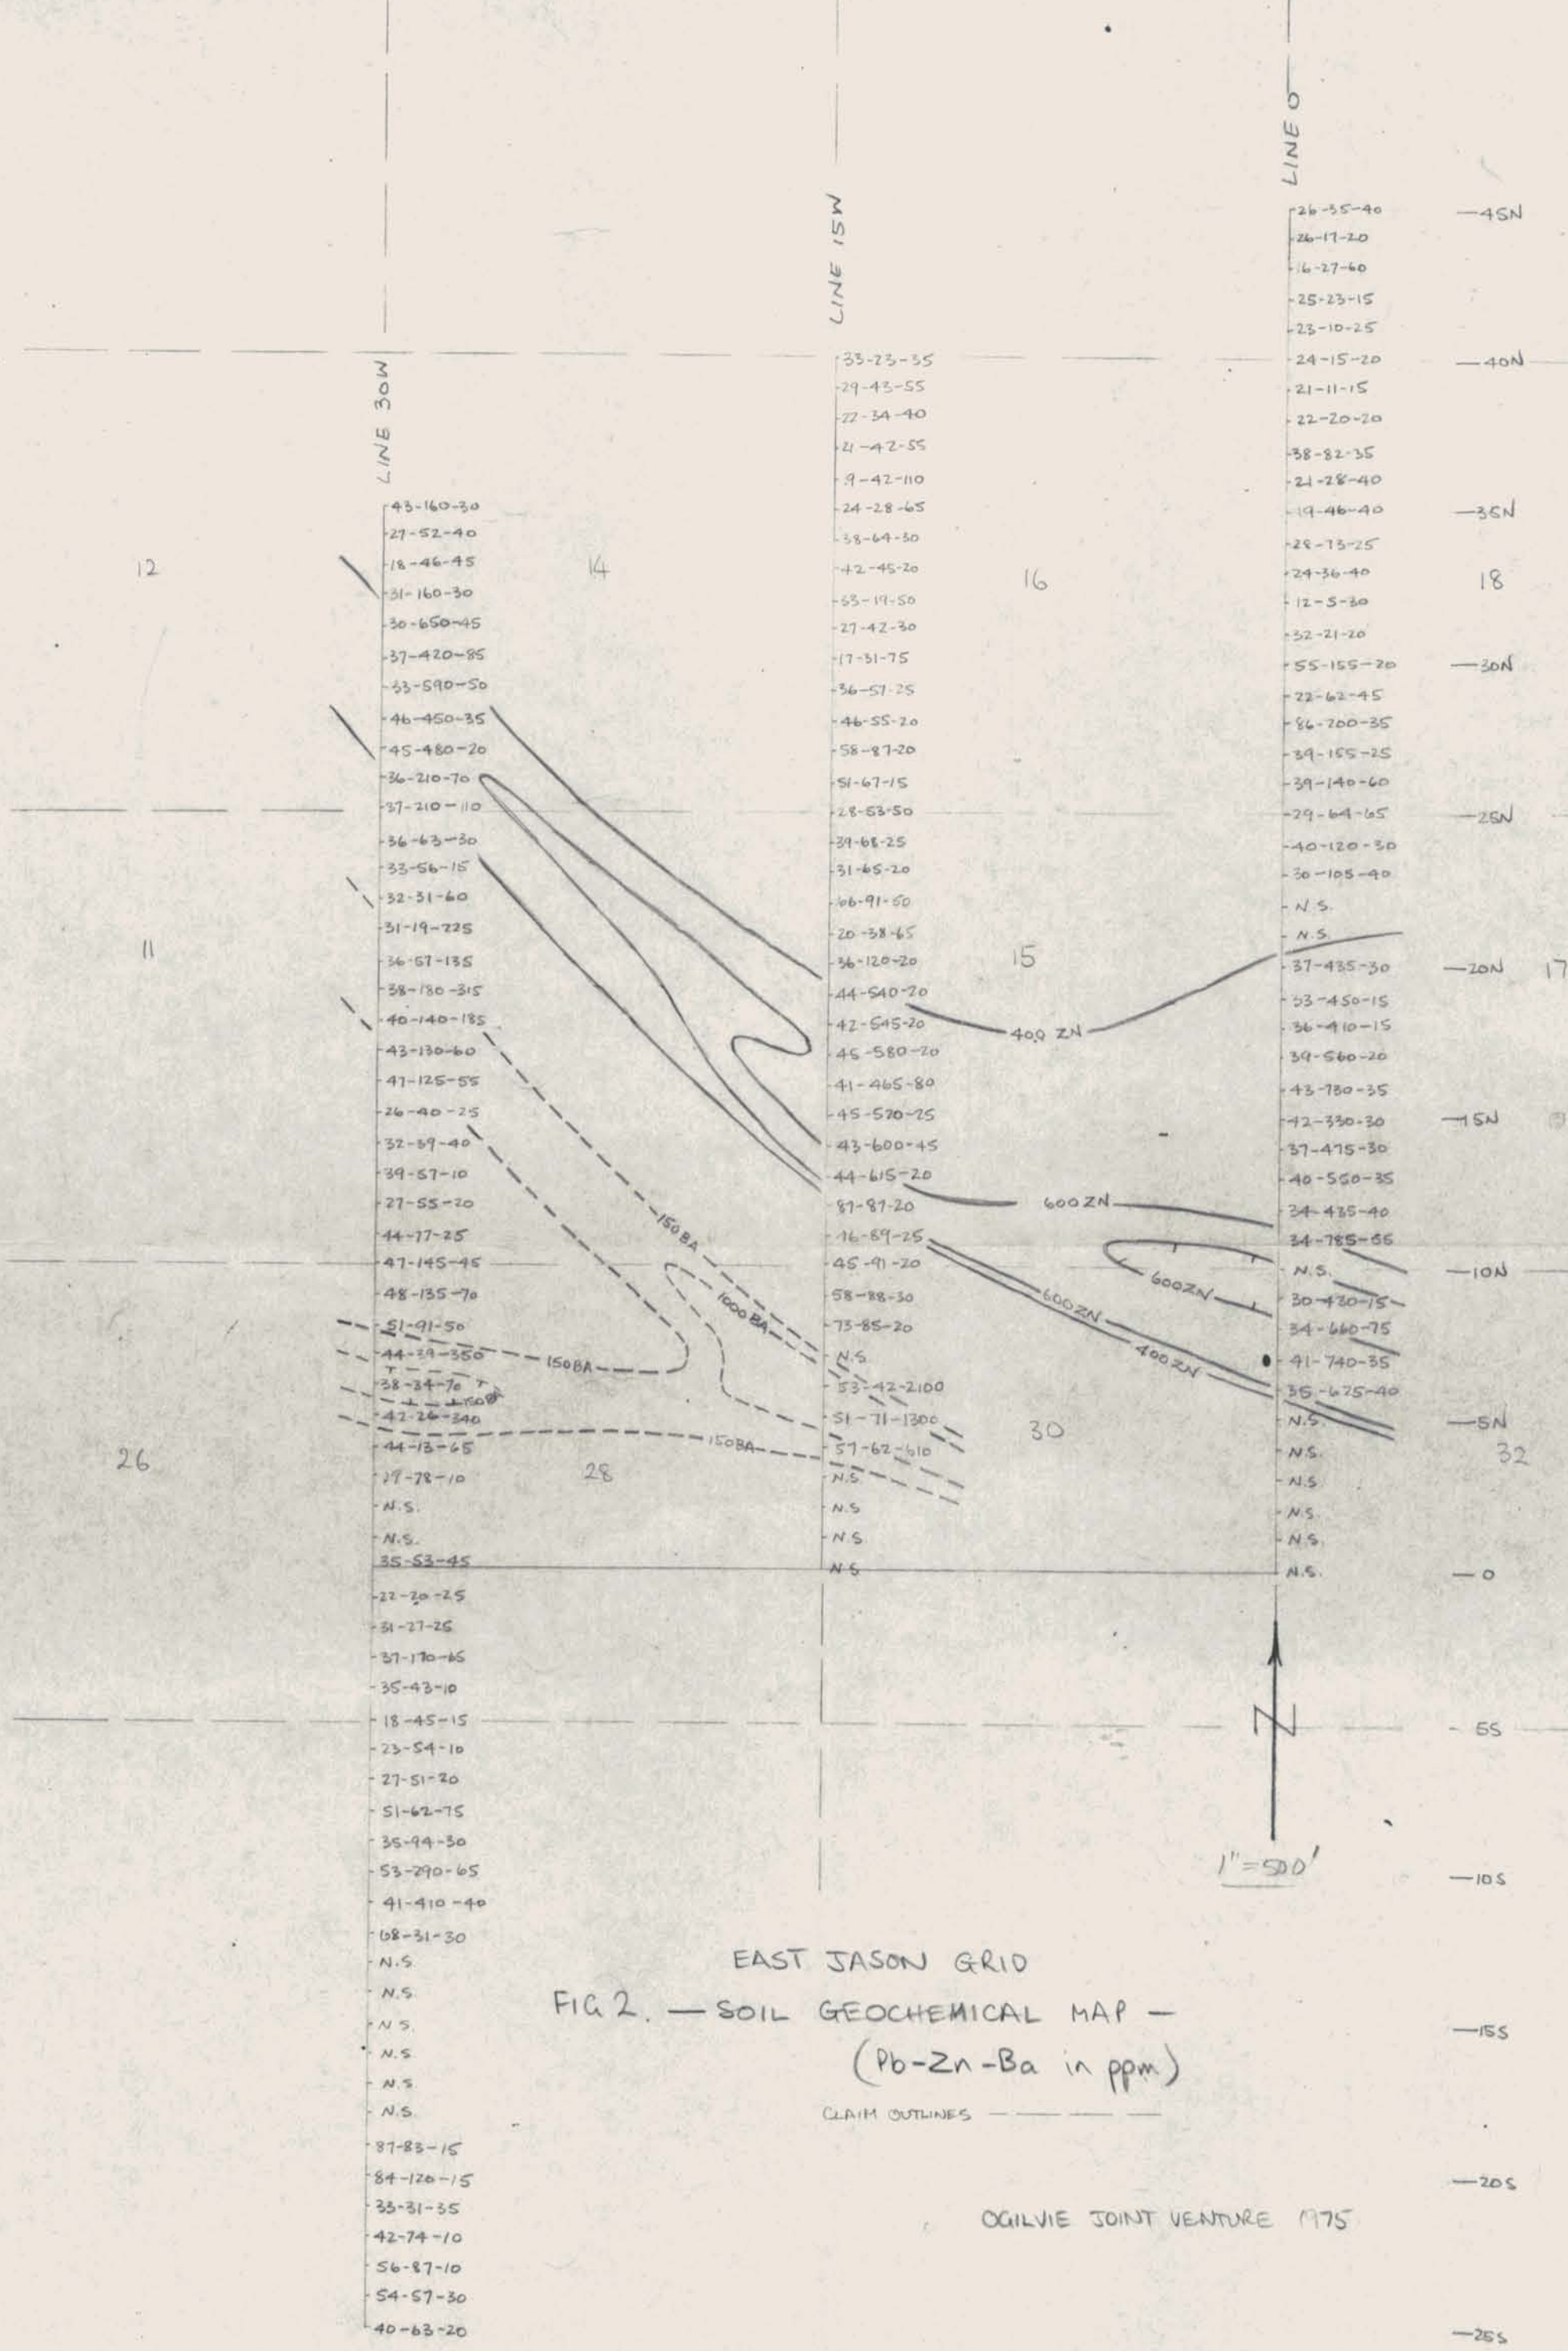 LINE 30W
43-160-30
27-52-40
18-46-45
31-160-30
30-650-45
37-420-85
33-590-50
46-450-35
45-480-20
36-210-70
37-210-110
36-63-30
33-56-15
32-31-60
31-19-225
36-57-135
38-180-315
40-140-185
43-130-60
47-125-55
26-40-25
32-39-40
39-57-10
27-55-20
44-77-25
47-145-45
48-135-70
51-91-50
44-39-350
38-34-70
42-26-340
44-13-65
-78-10
N.S.
N.S.
35-53-45
22-20-25
31-27-25
37-170-65
35-43-10
18-45-15
23-54-10
27-51-20
51-62-75
35-94-30
53-290-65
41-410-40
68-31-30
N.S.
N.S.
N.S.
N.S.
N.S.
N.S.
87-83-15
84-120-15
33-31-35
42-74-10
56-87-10
54-57-30
40-63-20
LINE 15W
33-23-35
29-43-55
22-34-40
21-42-55
9-42-110
24-28-65
38-64-30
42-45-20
33-19-50
27-42-30
17-31-75
36-57-25
46-55-20
58-87-20
51-67-15
28-53-50
39-68-25
31-65-20
66-91-50
20-38-65
36-120-20
44-540-20
42-545-20
45-580-20
41-465-80
45-520-25
43-600-45
44-615-20
87-87-20
-89-25
45-91-20
58-88-30
73-85-20
N.S.
53-42-2100
51-71-1300
57-62-610
N.S.
N.S
N.S
N S
LINE O
26-35-40
26-17-20
16-27-60
25-23-15
23-10-25
24-15-20
21-11-15
22-20-20
38-82-35
21-28-40
19-46-40
28-73-25
24-36-40
12-5-30
32-21-20
55-155-20
22-62-45
86-200-35
39-155-25
39-140-60
29-64-65
40-120-30
30-105-40
N.S.
N.S.
37-435-30
33-450-15
36-410-15
39-560-20
43-730-35
42-330-30
37-475-30
40-550-35
34-435-40
34-785-55
N.S.
30-430-15
34-660-75
41-740-35
35-625-40
N.S.
N.S.
N.S
N.S.
N.S.
N.S.
45N
40N
35N
30N
25N
20N
15N
10N
5N
0
5S
10S
15S
20S
25S
12
14
16
18
11
15
17
26
28
30
32
400 ZN
600 ZN
600 ZN
600 ZN
400 ZN
150 BA
1000 BA
150 BA
150 BA
N
1"=500'
EAST JASON GRID
FIG 2. — SOIL GEOCHEMICAL MAP —
(Pb-Zn-Ba in ppm)
CLAIM OUTLINES
OGILVIE JOINT VENTURE 1975